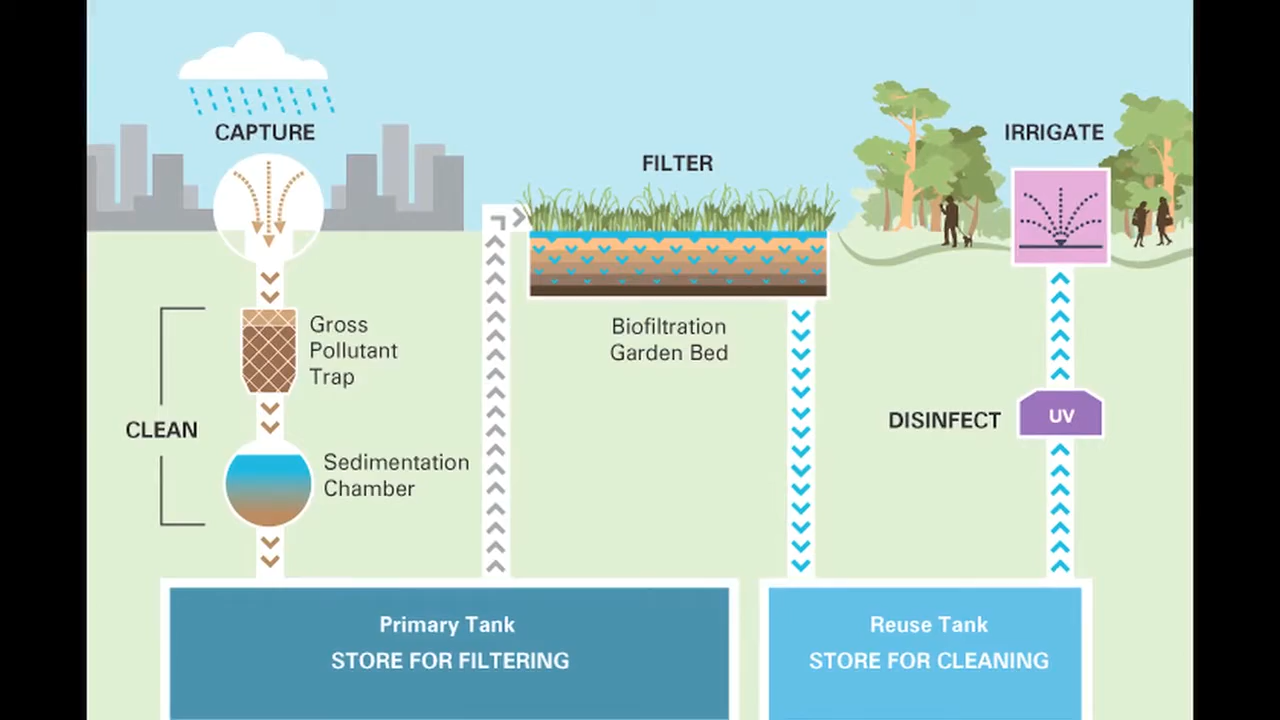 CAPTURE
IRRIGATE
FILTER
Gross
Pollutant
Trap
Biofiltration
Garden Bed
CLEAN
DISINFECT
UV
Sedimentation
Chamber
Primary Tank
STORE FOR FILTERING
Reuse Tank
STORE FOR CLEANING